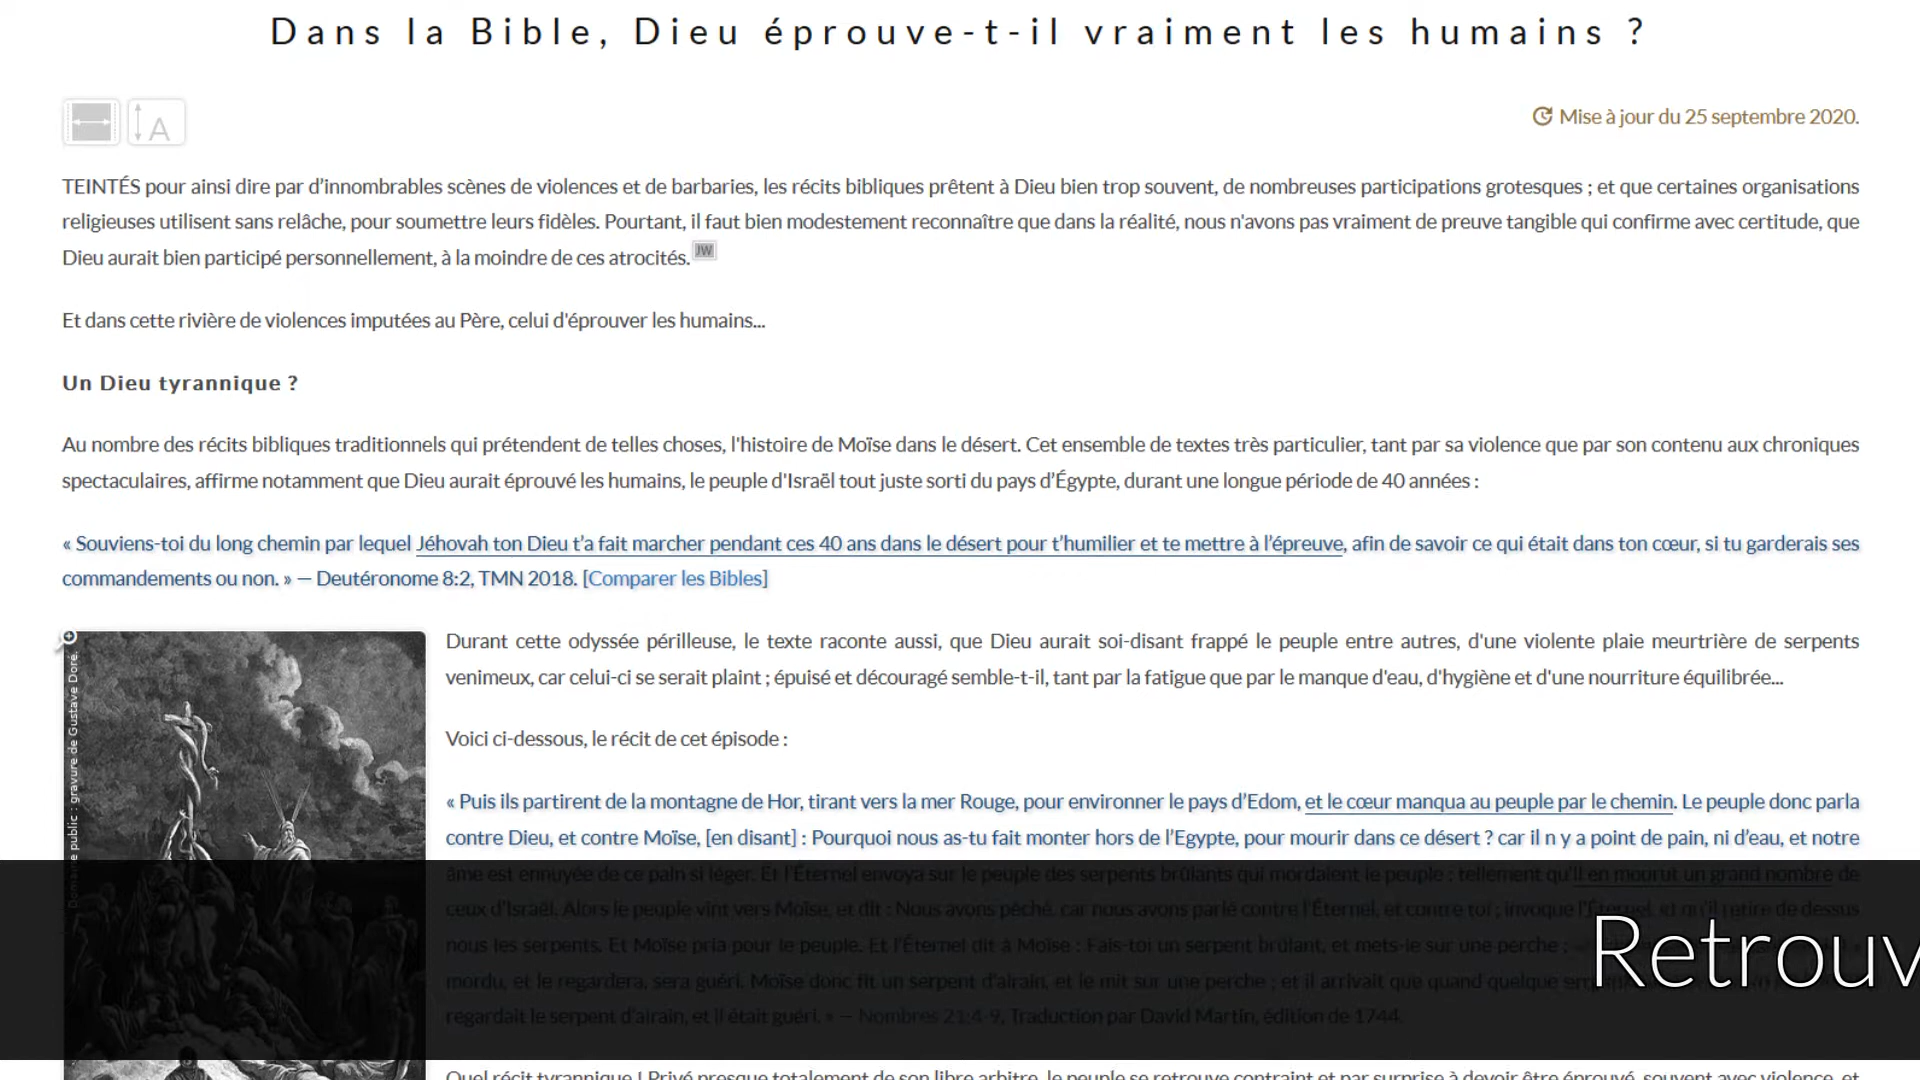 Dans la Bible, Dieu éprouve-t-il vraiment les humains ?
A
Mise à jour du 25 septembre 2020.
TEINTÉS pour ainsi dire par d’innombrables scènes de violences et de barbaries, les récits bibliques prêtent à Dieu bien trop souvent, de nombreuses participations grotesques ; et que certaines organisations
religieuses utilisent sans relâche, pour soumettre leurs fidèles. Pourtant, il faut bien modestement reconnaître que dans la réalité, nous n'avons pas vraiment de preuve tangible qui confirme avec certitude, que
Dieu aurait bien participé personnellement, à la moindre de ces atrocités. JW
Et dans cette rivière de violences imputées au Père, celui d'éprouver les humains...
Un Dieu tyrannique ?
Au nombre des récits bibliques traditionnels qui prétendent de telles choses, l'histoire de Moïse dans le désert. Cet ensemble de textes très particulier, tant par sa violence que par son contenu aux chroniques
spectaculaires, affirme notamment que Dieu aurait éprouvé les humains, le peuple d'Israël tout juste sorti du pays d’Égypte, durant une longue période de 40 années :
« Souviens-toi du long chemin par lequel Jéhovah ton Dieu t’a fait marcher pendant ces 40 ans dans le désert pour t’humilier et te mettre à l’épreuve, afin de savoir ce qui était dans ton cœur, si tu garderais ses
commandements ou non. » — Deutéronome 8:2, TMN 2018. [Comparer les Bibles]
Domaine public : gravure de Gustave Doré.
Durant cette odyssée périlleuse, le texte raconte aussi, que Dieu aurait soi-disant frappé le peuple entre autres, d'une violente plaie meurtrière de serpents
venimeux, car celui-ci se serait plaint ; épuisé et découragé semble-t-il, tant par la fatigue que par le manque d'eau, d'hygiène et d'une nourriture équilibrée...
Voici ci-dessous, le récit de cet épisode :
« Puis ils partirent de la montagne de Hor, tirant vers la mer Rouge, pour environner le pays d’Edom, et le cœur manqua au peuple par le chemin. Le peuple donc parla
contre Dieu, et contre Moïse, [en disant] : Pourquoi nous as-tu fait monter hors de l’Egypte, pour mourir dans ce désert ? car il n y a point de pain, ni d’eau, et notre
âme est ennuyée de ce pain si léger. Et l’Éternel envoya sur le peuple des serpents brûlants qui mordaient le peuple ; tellement qu’il en mourut un grand nombre de
ceux d’Israël. Alors le peuple vint vers Moïse, et dit : Nous avons péché, car nous avons parlé contre l’Éternel, et contre toi ; invoque l’Éternel, et qu’il retire de dessus
nous les serpents. Et Moïse pria pour le peuple. Et l’Éternel dit à Moïse : Fais-toi un serpent brûlant, et mets-le sur une perche ;
mordu, et le regardera, sera guéri. Moïse donc fit un serpent d’airain, et le mit sur une perche ; et il arrivait que quand quelque
regardait le serpent d’airain, et il était guéri. » — Nombres 21:4-9, Traduction par David Martin, édition de 1744.
Retrouv
Quel récit tyrannique ! Privé presque totalement de son libre arbitre, le peuple se retrouve contraint et par surprise à devoir être éprouvé, souvent avec violence, et